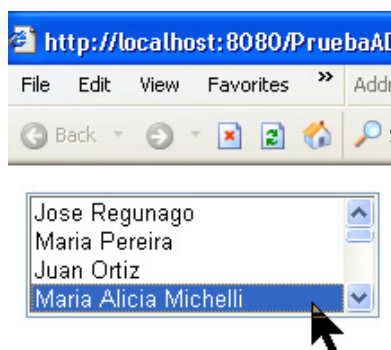 http://localhost:8080/PruebaAD
File Edit View Favorites » Addr
Back
Jose Regunago
Maria Pereira
Juan Ortiz
Maria Alicia Michelli